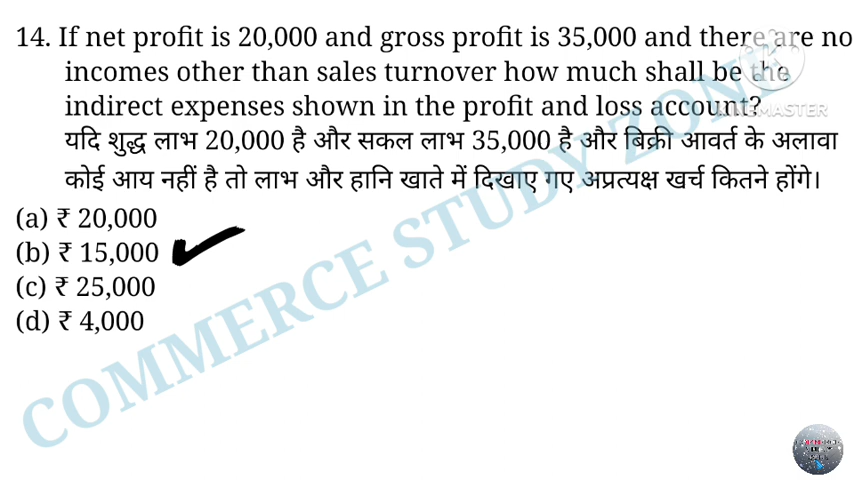 14. If net profit is 20,000 and gross profit is 35,000 and there are no
incomes other than sales turnover how much shall be the
indirect expenses shown in the profit and loss account?
यदि शुद्ध लाभ 20,000 है और सकल लाभ 35,000 है और बिक्री आवर्त के अलावा
कोई आय नहीं है तो लाभ और हानि खाते में दिखाए गए अप्रत्यक्ष खर्च कितने होंगे।
(a) ₹ 20,000
(b) ₹ 15,000
(c) ₹ 25,000
(d) ₹ 4,000
COMMERCE STUDY ZONE